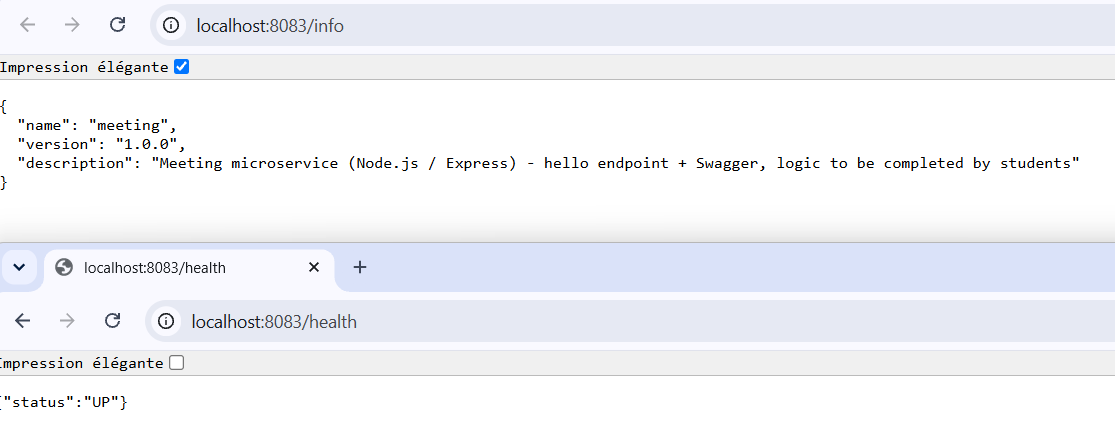 localhost:8083/info
Impression élégante
{
  "name": "meeting",
  "version": "1.0.0",
  "description": "Meeting microservice (Node.js / Express) - hello endpoint + Swagger, logic to be completed by students"
}
localhost:8083/health
localhost:8083/health
Impression élégante
{"status":"UP"}